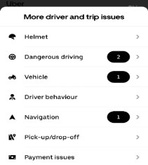 More driver and trip issues
Helmet
Dangerous driving 2
Vehicle 1
Driver behaviour
Navigation 1
Pick-up/drop-off
Payment issues